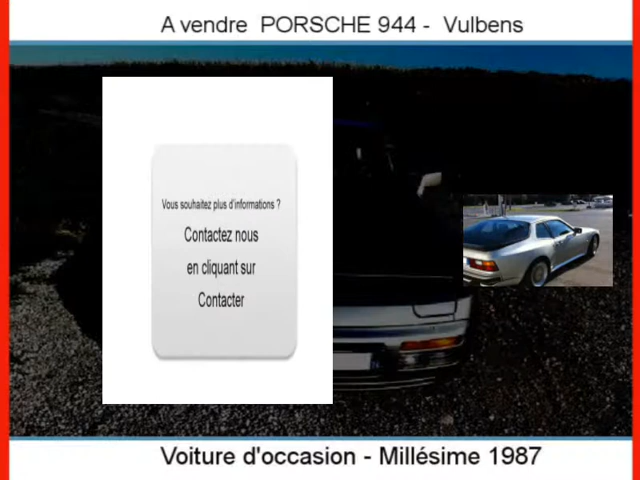 A vendre PORSCHE 944 - Vulbens
Vous souhaitez plus d'informations ?
Contactez nous
en cliquant sur
Contacter
Voiture d'occasion - Millésime 1987